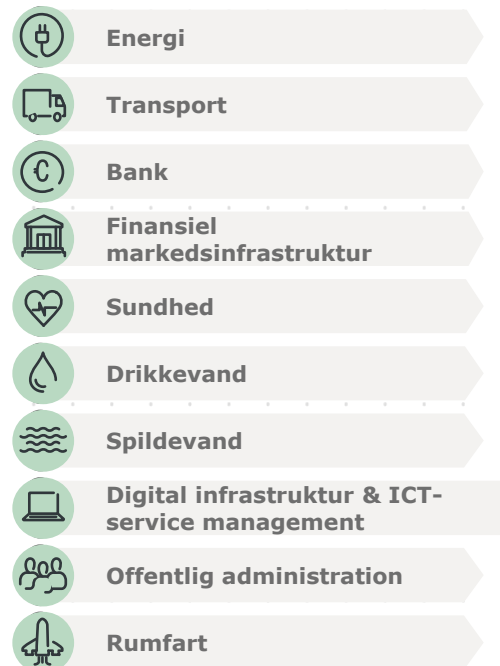 Energi
Transport
Bank
Finansiel
markedsinfrastruktur
Sundhed
Drikkevand
Spildevand
Digital infrastruktur & ICT-
service management
Offentlig administration
Rumfart